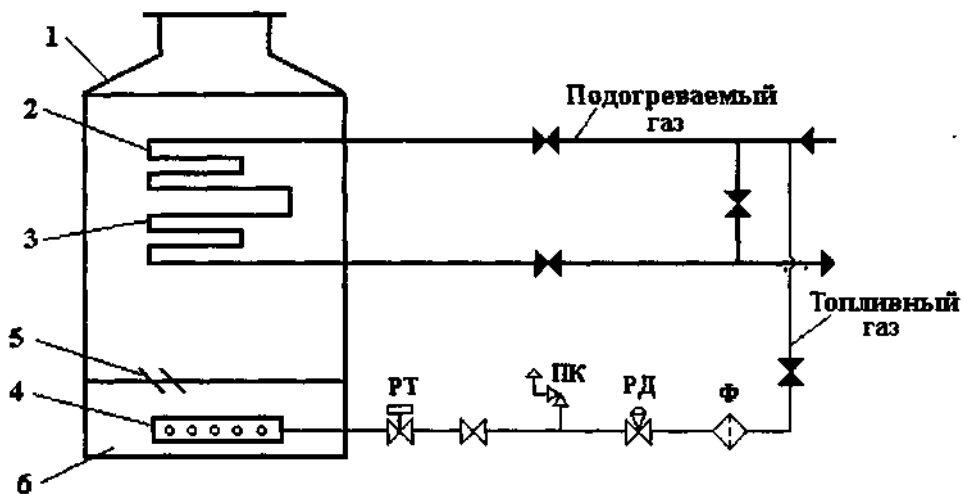 1
2
3
5
4
6
Подогреваемый
газ
Топливный
газ
РТ
ПК
РД
Ф